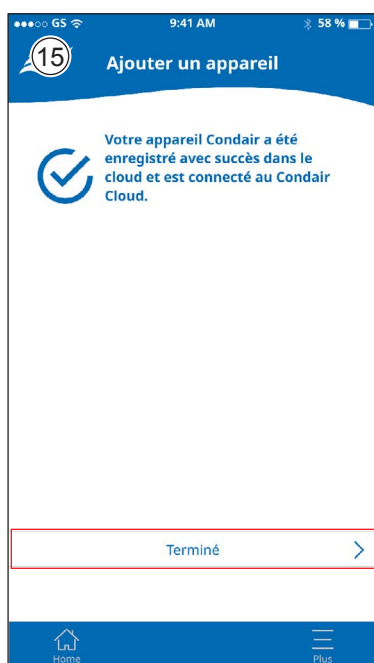 GS 9:41 AM 58 %
15
Ajouter un appareil
Votre appareil Condair a été
enregistré avec succès dans le
cloud et est connecté au Condair
Cloud.
Terminé
Home Plus